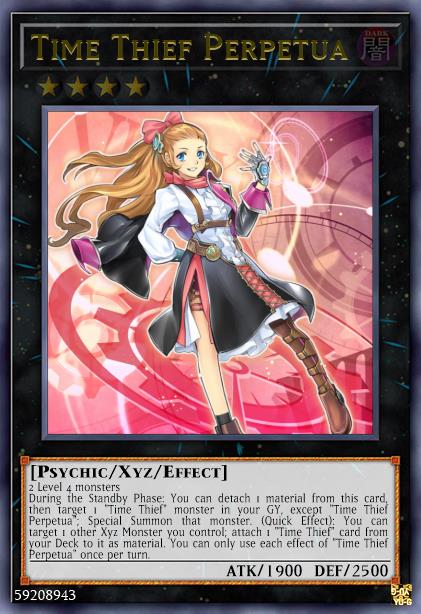 Time Thief Perpetua
DARK
闇
[Psychic/Xyz/Effect]
2 Level 4 monsters
During the Standby Phase: You can detach 1 material from this card,
then target 1 "Time Thief" monster in your GY, except "Time Thief
Perpetua"; Special Summon that monster. (Quick Effect): You can
target 1 other Xyz Monster you control; attach 1 "Time Thief" card from
your Deck to it as material. You can only use each effect of "Time Thief
Perpetua" once per turn.
ATK/1900 DEF/2500
59208943